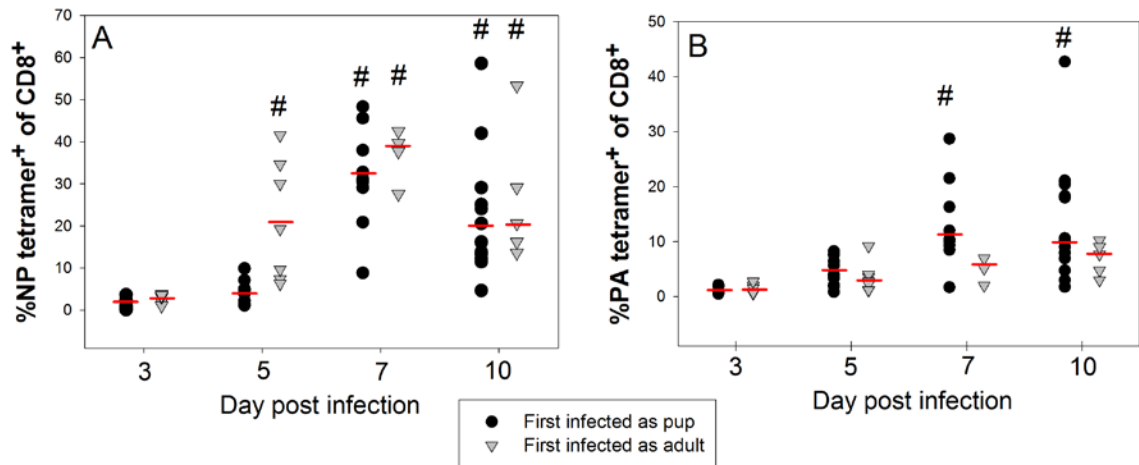 A
%NP tetramer⁺ of CD8⁺
70
60
50
40
30
20
10
0
# # # # #
3 5 7 10
Day post infection
B
%PA tetramer⁺ of CD8⁺
50
40
30
20
10
0
# #
3 5 7 10
Day post infection
First infected as pup
First infected as adult